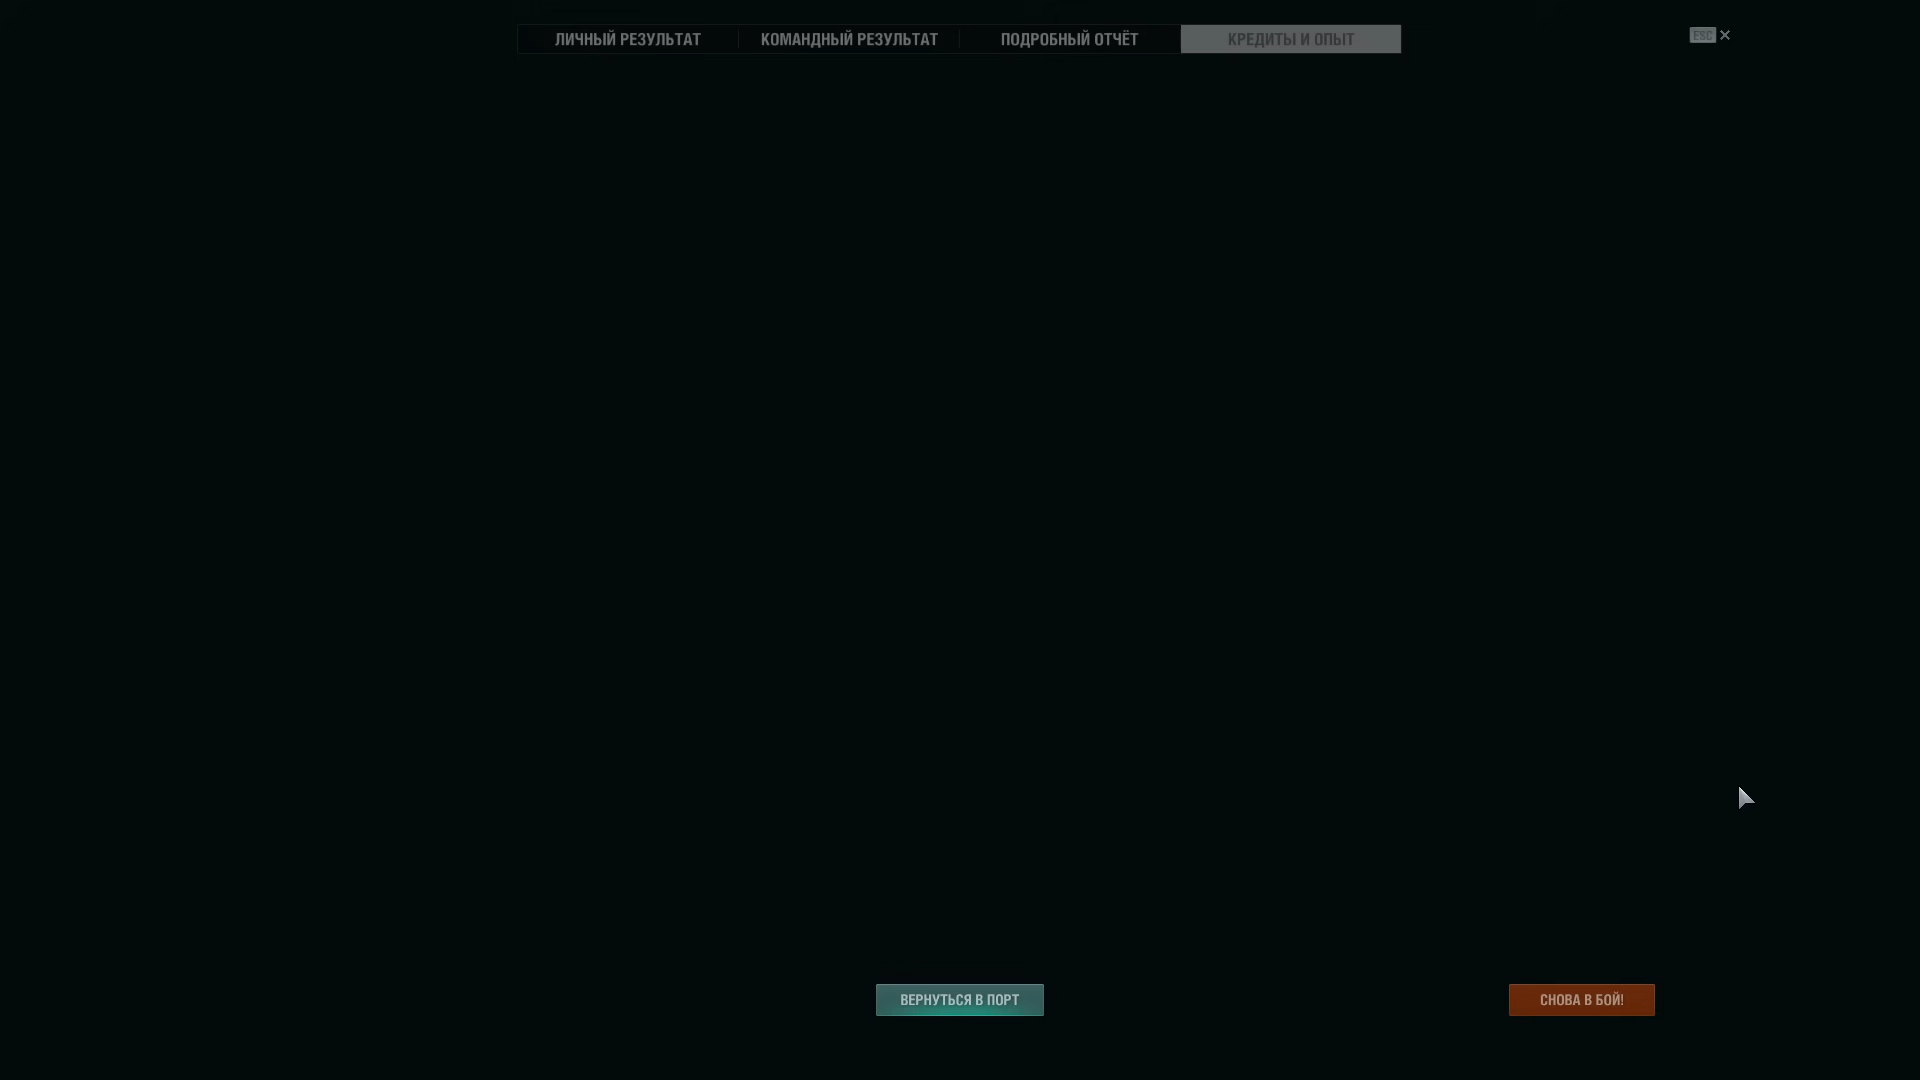 ЛИЧНЫЙ РЕЗУЛЬТАТ
КОМАНДНЫЙ РЕЗУЛЬТАТ
ПОДРОБНЫЙ ОТЧЁТ
КРЕДИТЫ И ОПЫТ
ESC
ВЕРНУТЬСЯ В ПОРТ
СНОВА В БОЙ!